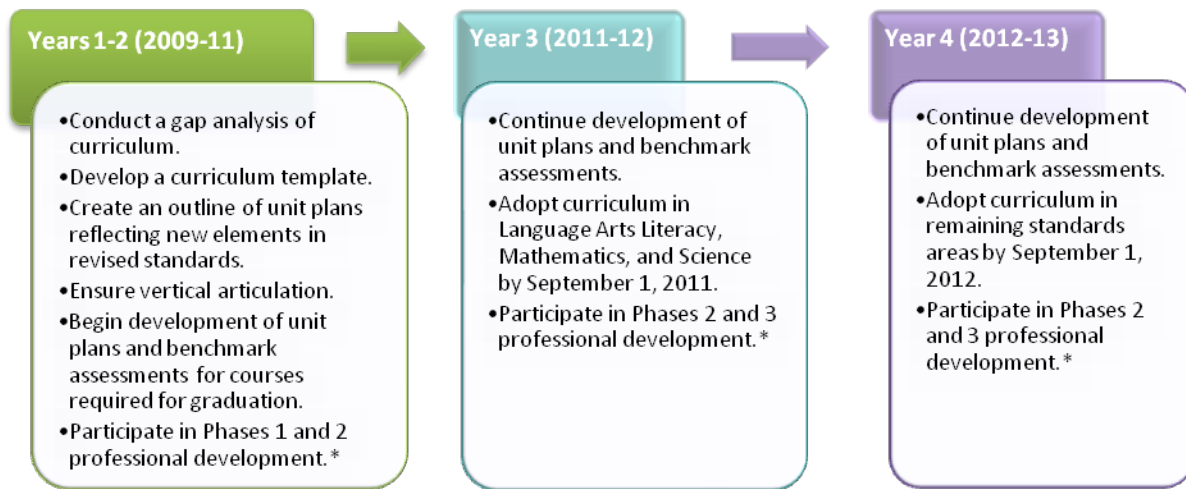 Years 1-2 (2009-11)
•Conduct a gap analysis of
curriculum.
•Develop a curriculum template.
•Create an outline of unit plans
reflecting new elements in
revised standards.
•Ensure vertical articulation.
•Begin development of unit
plans and benchmark
assessments for courses
required for graduation.
•Participate in Phases 1 and 2
professional development.*
Year 3 (2011-12)
•Continue development of
unit plans and benchmark
assessments.
•Adopt curriculum in
Language Arts Literacy,
Mathematics, and Science
by September 1, 2011.
•Participate in Phases 2 and 3
professional development.*
Year 4 (2012-13)
•Continue development
of unit plans and
benchmark assessments.
•Adopt curriculum in
remaining standards
areas by September 1,
2012.
•Participate in Phases 2
and 3 professional
development.*